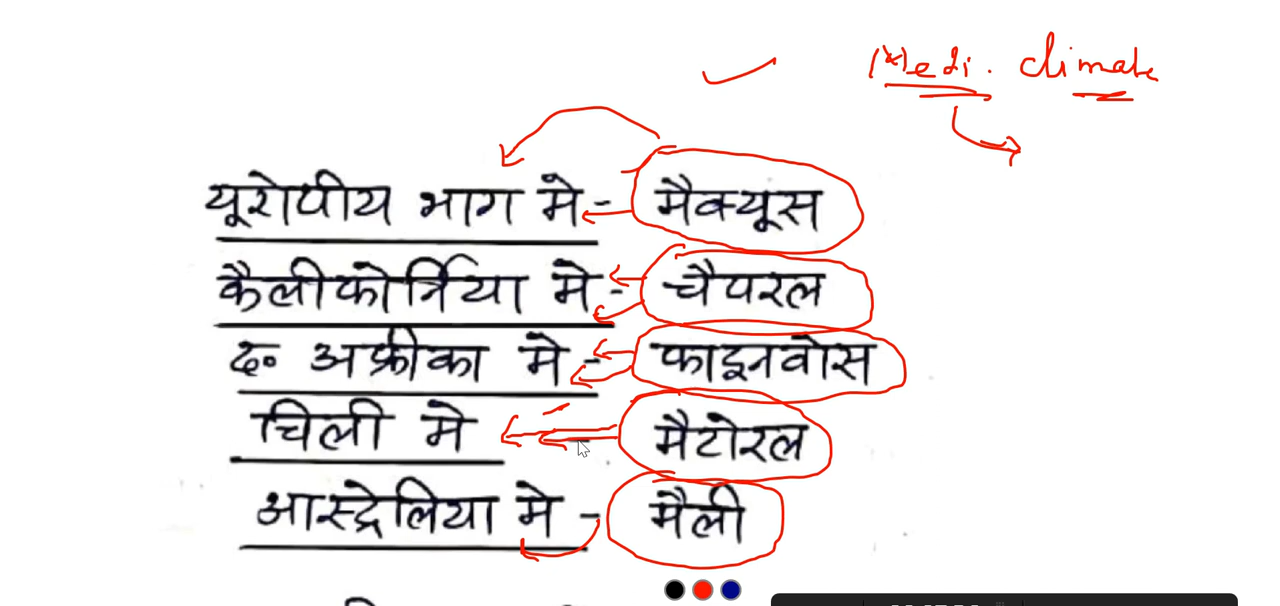 Medi. climate
यूरोपीय भाग मे - मैक्यूस
कैलीफोर्निया मे - चैपरल
द० अफ्रीका मे - फाइनवोस
चिली मे मैटोरल
आस्ट्रेलिया मे - मैली